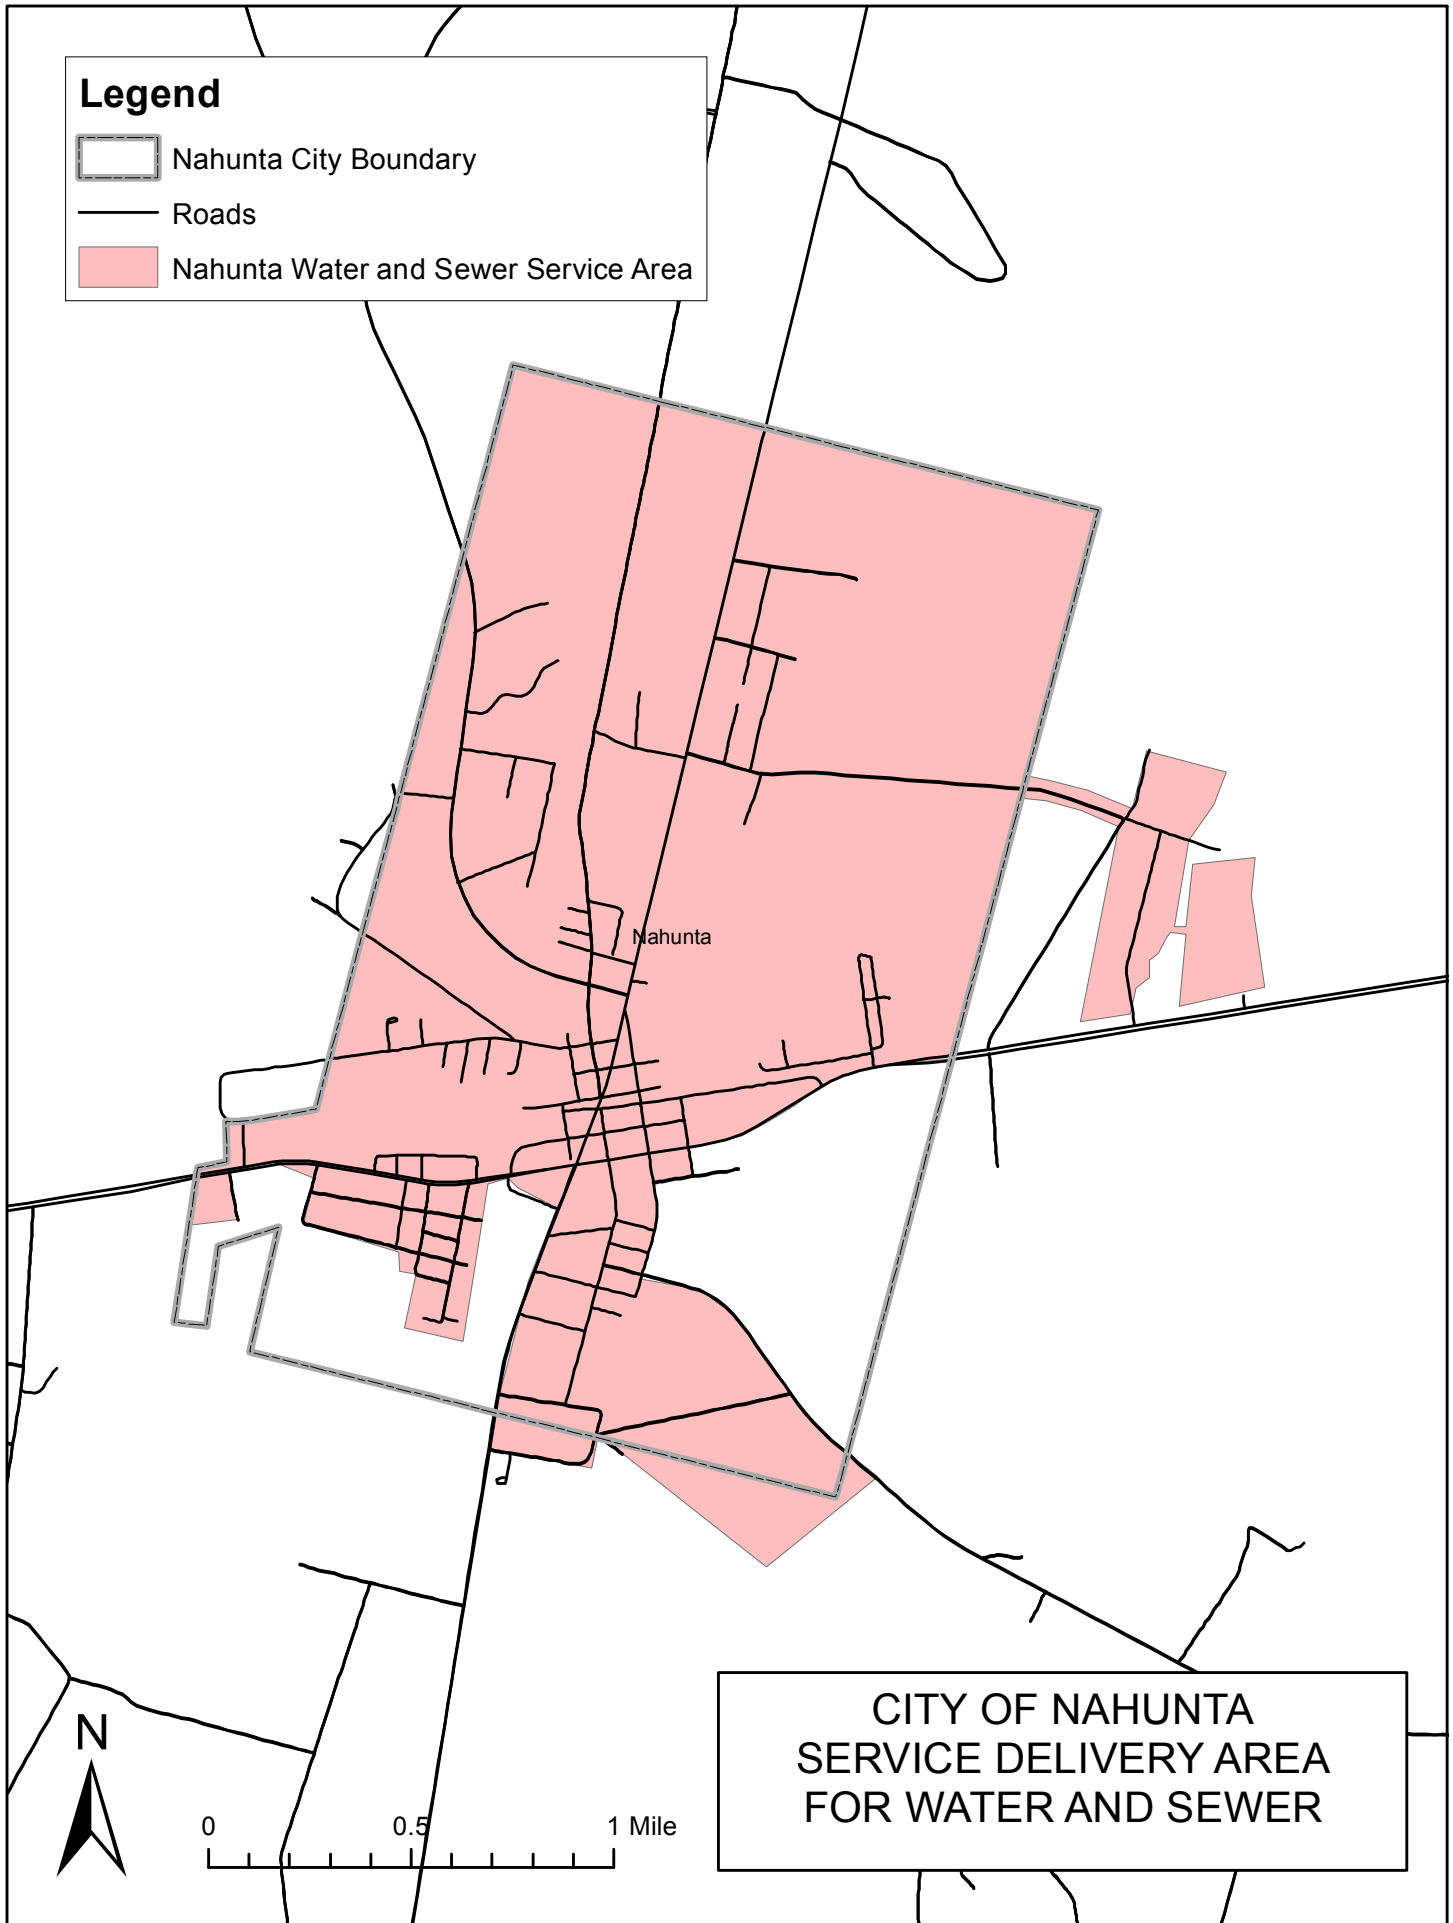 Legend
Nahunta City Boundary
Roads
Nahunta Water and Sewer Service Area
Nahunta
N
0 0.5 1 Mile
CITY OF NAHUNTA
SERVICE DELIVERY AREA
FOR WATER AND SEWER